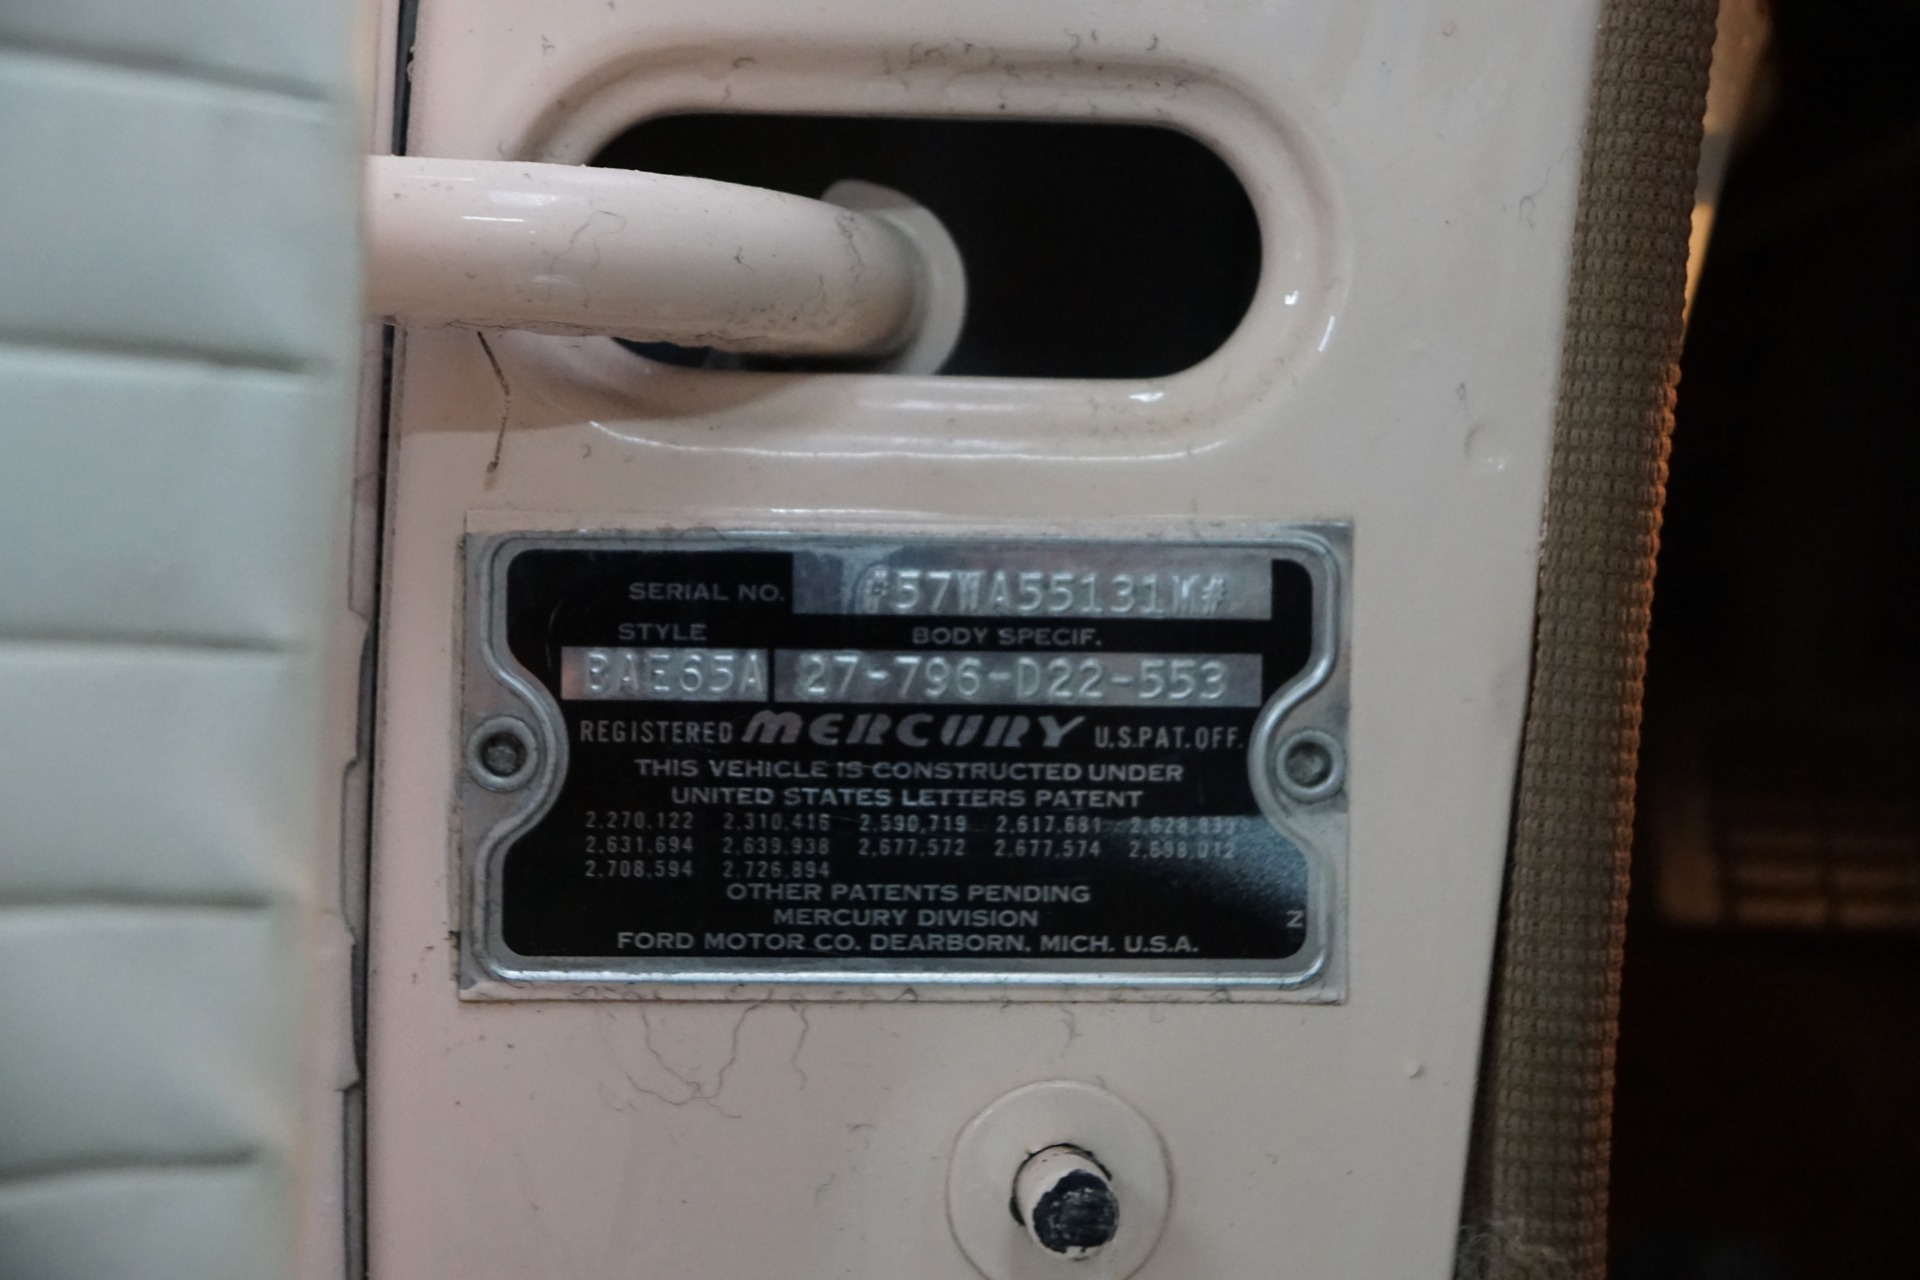 SERIAL NO. #57WA55131M#
STYLE BODY SPECIF.
BAE65A 27-796-D22-553
REGISTERED MERCURY U.S.PAT.OFF.
THIS VEHICLE IS CONSTRUCTED UNDER
UNITED STATES LETTERS PATENT
2,270,122 2,310,416 2,590,719 2,617,681 2,628,833
2,631,694 2,639,938 2,677,572 2,677,574 2,698,012
2,708,594 2,726,894
OTHER PATENTS PENDING
MERCURY DIVISION
Z
FORD MOTOR CO. DEARBORN, MICH. U.S.A.